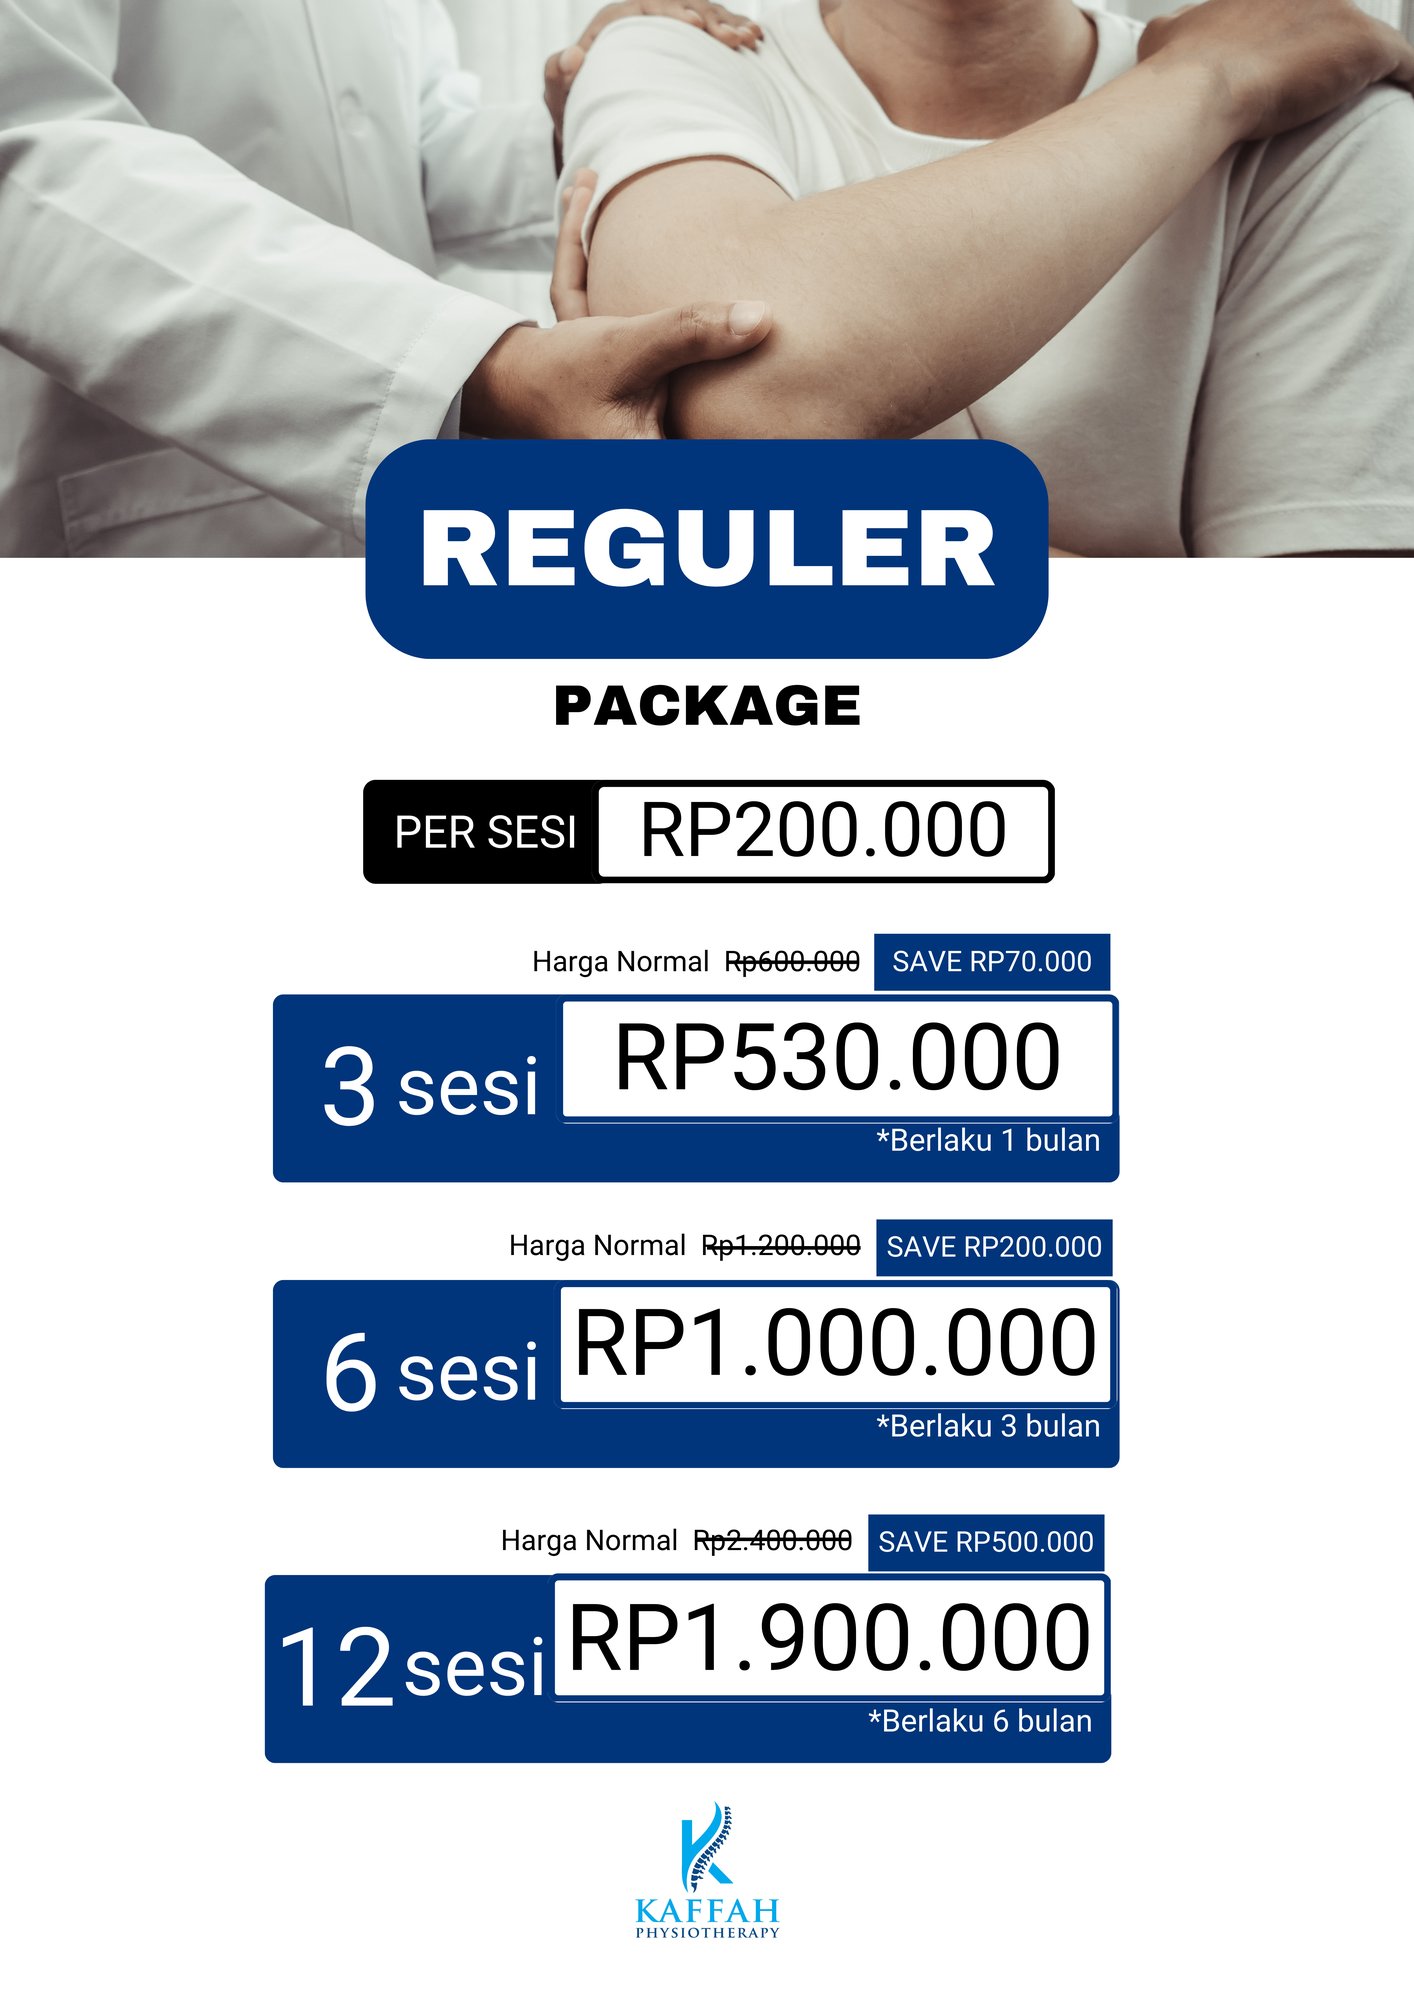 REGULER
PACKAGE
PER SESI RP200.000
Harga Normal Rp600.000 SAVE RP70.000
3 sesi RP530.000
*Berlaku 1 bulan
Harga Normal Rp1.200.000 SAVE RP200.000
6 sesi RP1.000.000
*Berlaku 3 bulan
Harga Normal Rp2.400.000 SAVE RP500.000
12 sesi RP1.900.000
*Berlaku 6 bulan
KAFFAH
PHYSIOTHERAPY